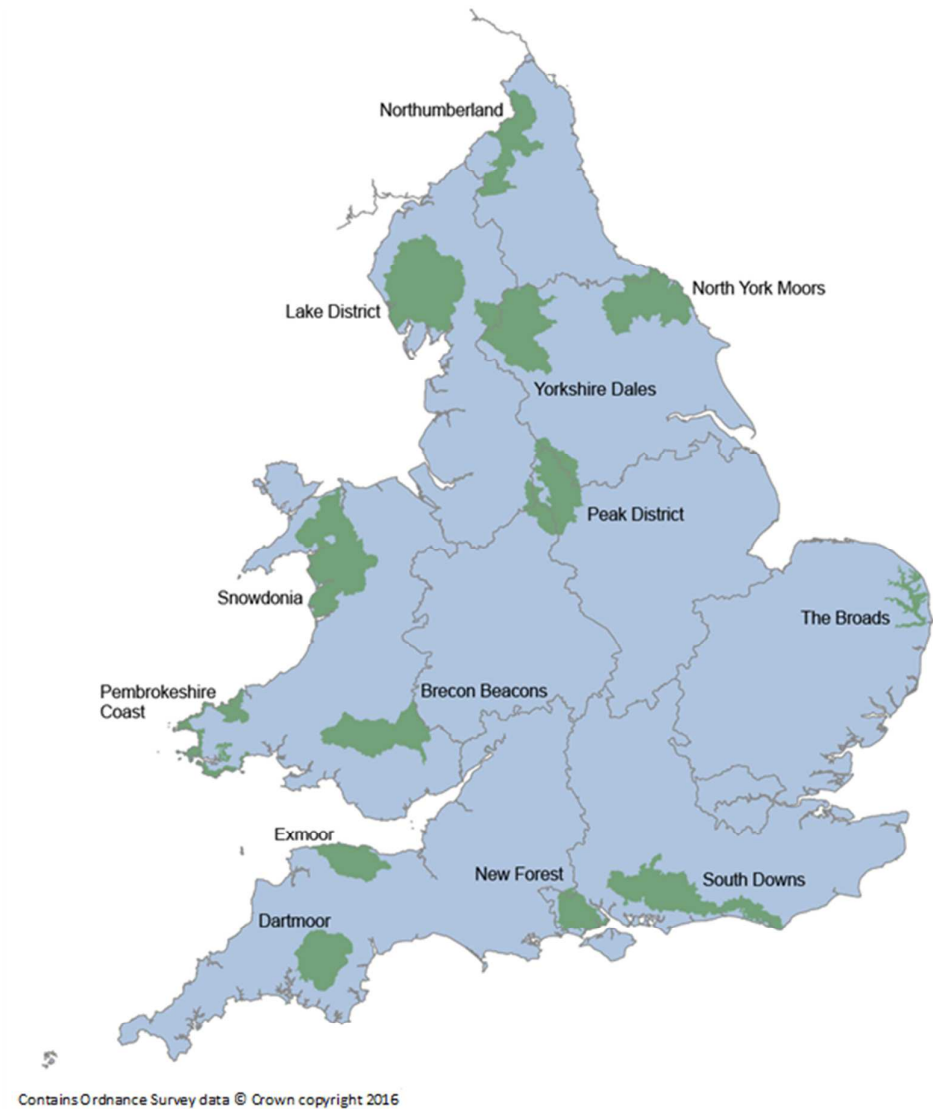 Northumberland
North York Moors
Lake District
Yorkshire Dales
Peak District
Snowdonia
The Broads
Pembrokeshire
Coast
Brecon Beacons
Exmoor
New Forest
South Downs
Dartmoor
Contains Ordnance Survey data © Crown copyright 2016